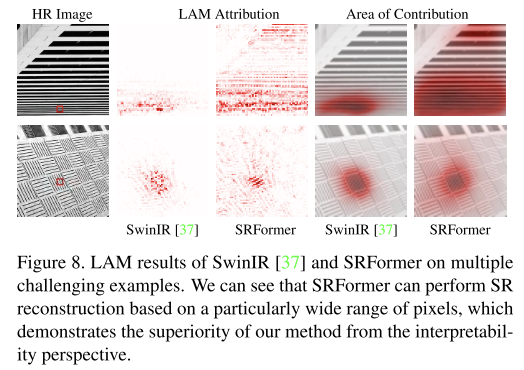 HR Image LAM Attribution Area of Contribution
SwinIR [37] SRFormer SwinIR [37] SRFormer
Figure 8. LAM results of SwinIR [37] and SRFormer on multiple
challenging examples. We can see that SRFormer can perform SR
reconstruction based on a particularly wide range of pixels, which
demonstrates the superiority of our method from the interpretabil-
ity perspective.